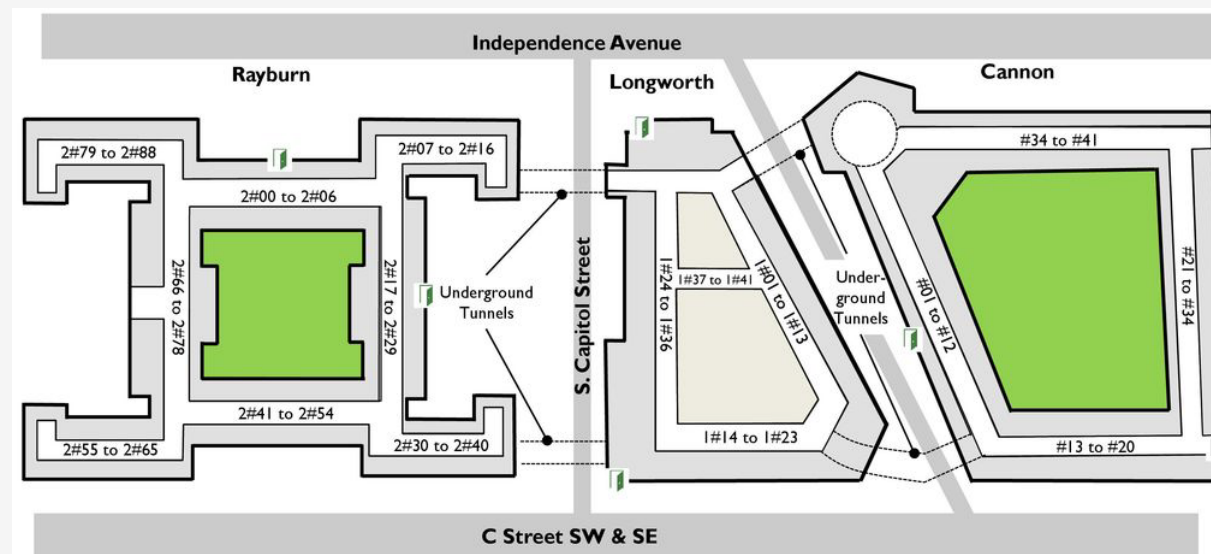 Independence Avenue
Rayburn
Longworth
Cannon
2#79 to 2#88
2#07 to 2#16
#34 to #41
2#00 to 2#06
2#66 to 2#78
2#17 to 2#29
Underground
Tunnels
S. Capitol Street
1#24 to 1#36
1#37 to 1#41
1#01 to 1#13
Under-
ground
Tunnels
#01 to #12
#21 to #34
2#41 to 2#54
2#55 to 2#65
2#30 to 2#40
1#14 to 1#23
#13 to #20
C Street SW & SE